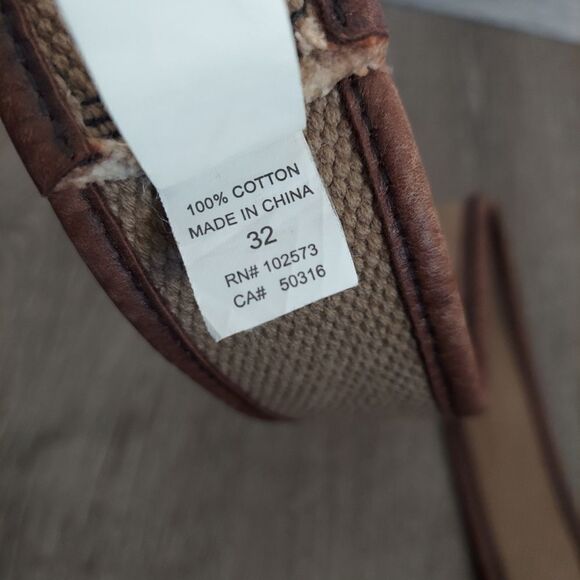 100% COTTON
MADE IN CHINA
32
RN# 102573
CA# 50316